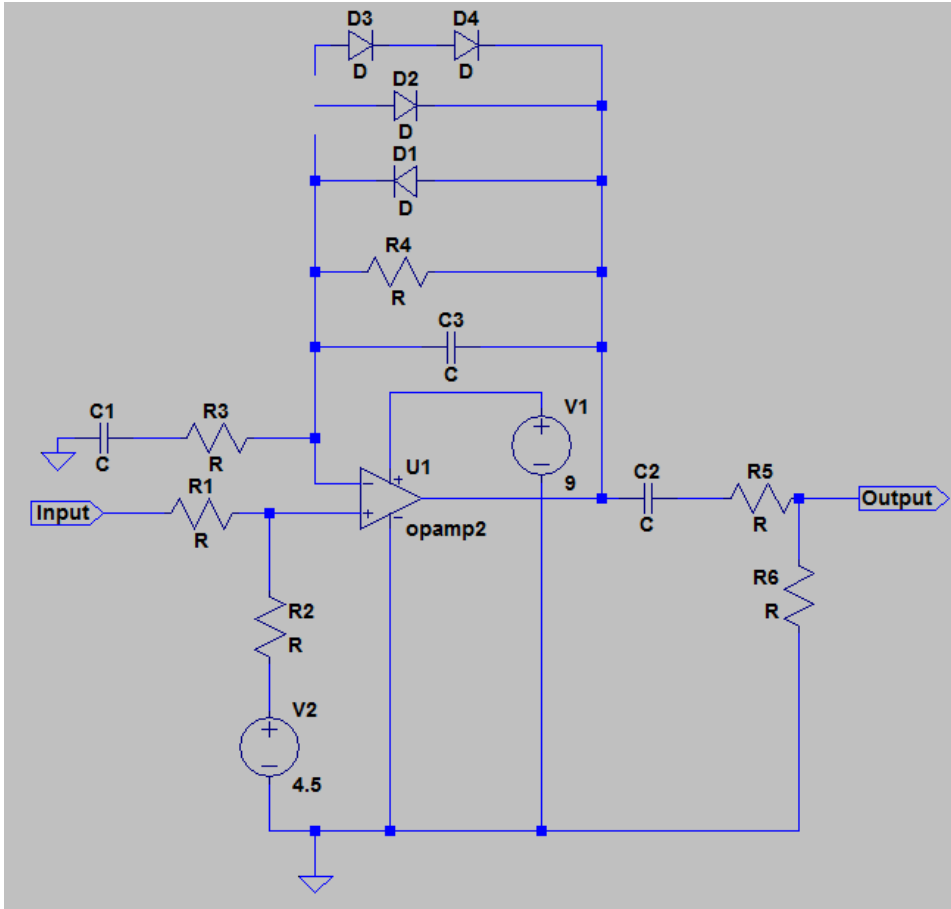 D3 D4
D D
D2
D
D1
D
R4
R
C3
C
C1 R3 V1
C R U1
R1 9
Input R opamp2 C2 R5 Output
C R
R2 R6
R R
V2
4.5